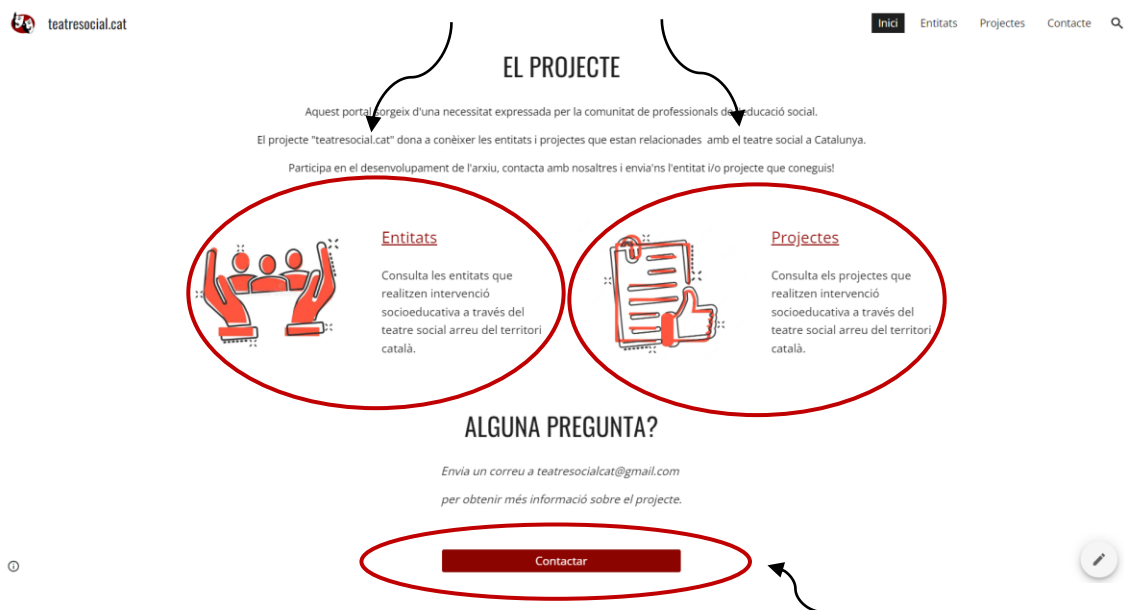 teatresocial.cat
Inici Entitats Projectes Contacte
EL PROJECTE
Aquest portal sorgeix d'una necessitat expressada per la comunitat de professionals de l'educació social.
El projecte "teatresocial.cat" dona a conèixer les entitats i projectes que estan relacionades amb el teatre social a Catalunya.
Participa en el desenvolupament de l'arxiu, contacta amb nosaltres i envia'ns l'entitat i/o projecte que coneguis!
Entitats
Consulta les entitats que
realitzen intervenció
socioeducativa a través del
teatre social arreu del territori
català.
Projectes
Consulta els projectes que
realitzen intervenció
socioeducativa a través del
teatre social arreu del territori
català.
ALGUNA PREGUNTA?
Envia un correu a teatresocialcat@gmail.com
per obtenir més informació sobre el projecte.
Contactar